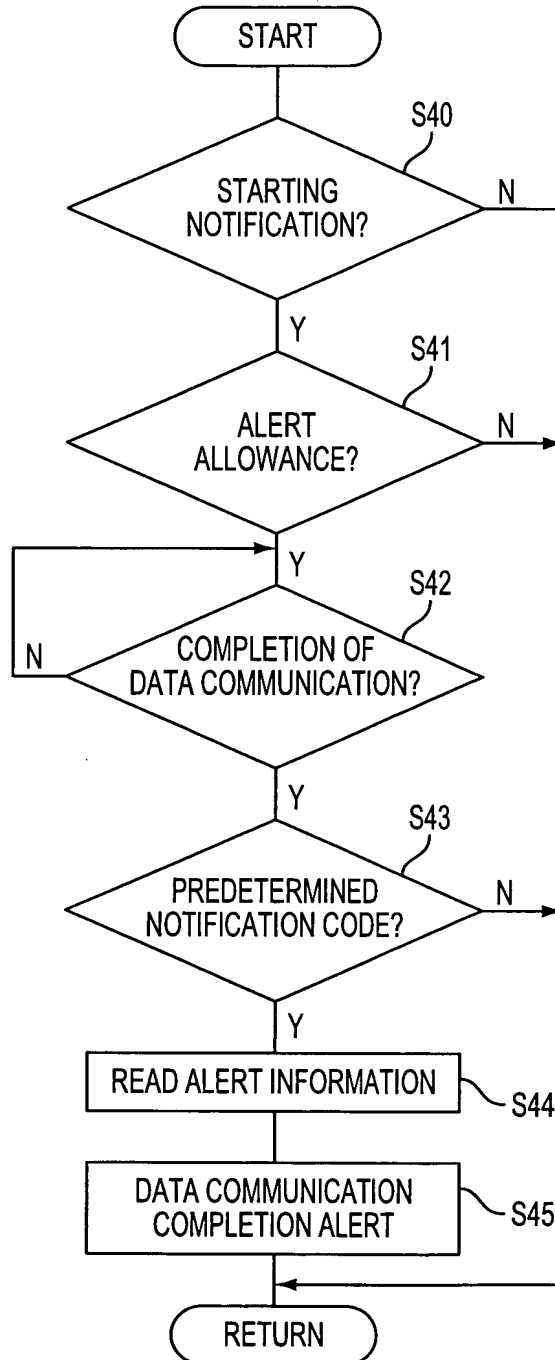 START
S40
STARTING
NOTIFICATION?
N
Y
S41
ALERT
ALLOWANCE?
N
Y
S42
COMPLETION OF
DATA COMMUNICATION?
N
Y
S43
PREDETERMINED
NOTIFICATION CODE?
N
Y
READ ALERT INFORMATION
S44
DATA COMMUNICATION
COMPLETION ALERT
S45
RETURN